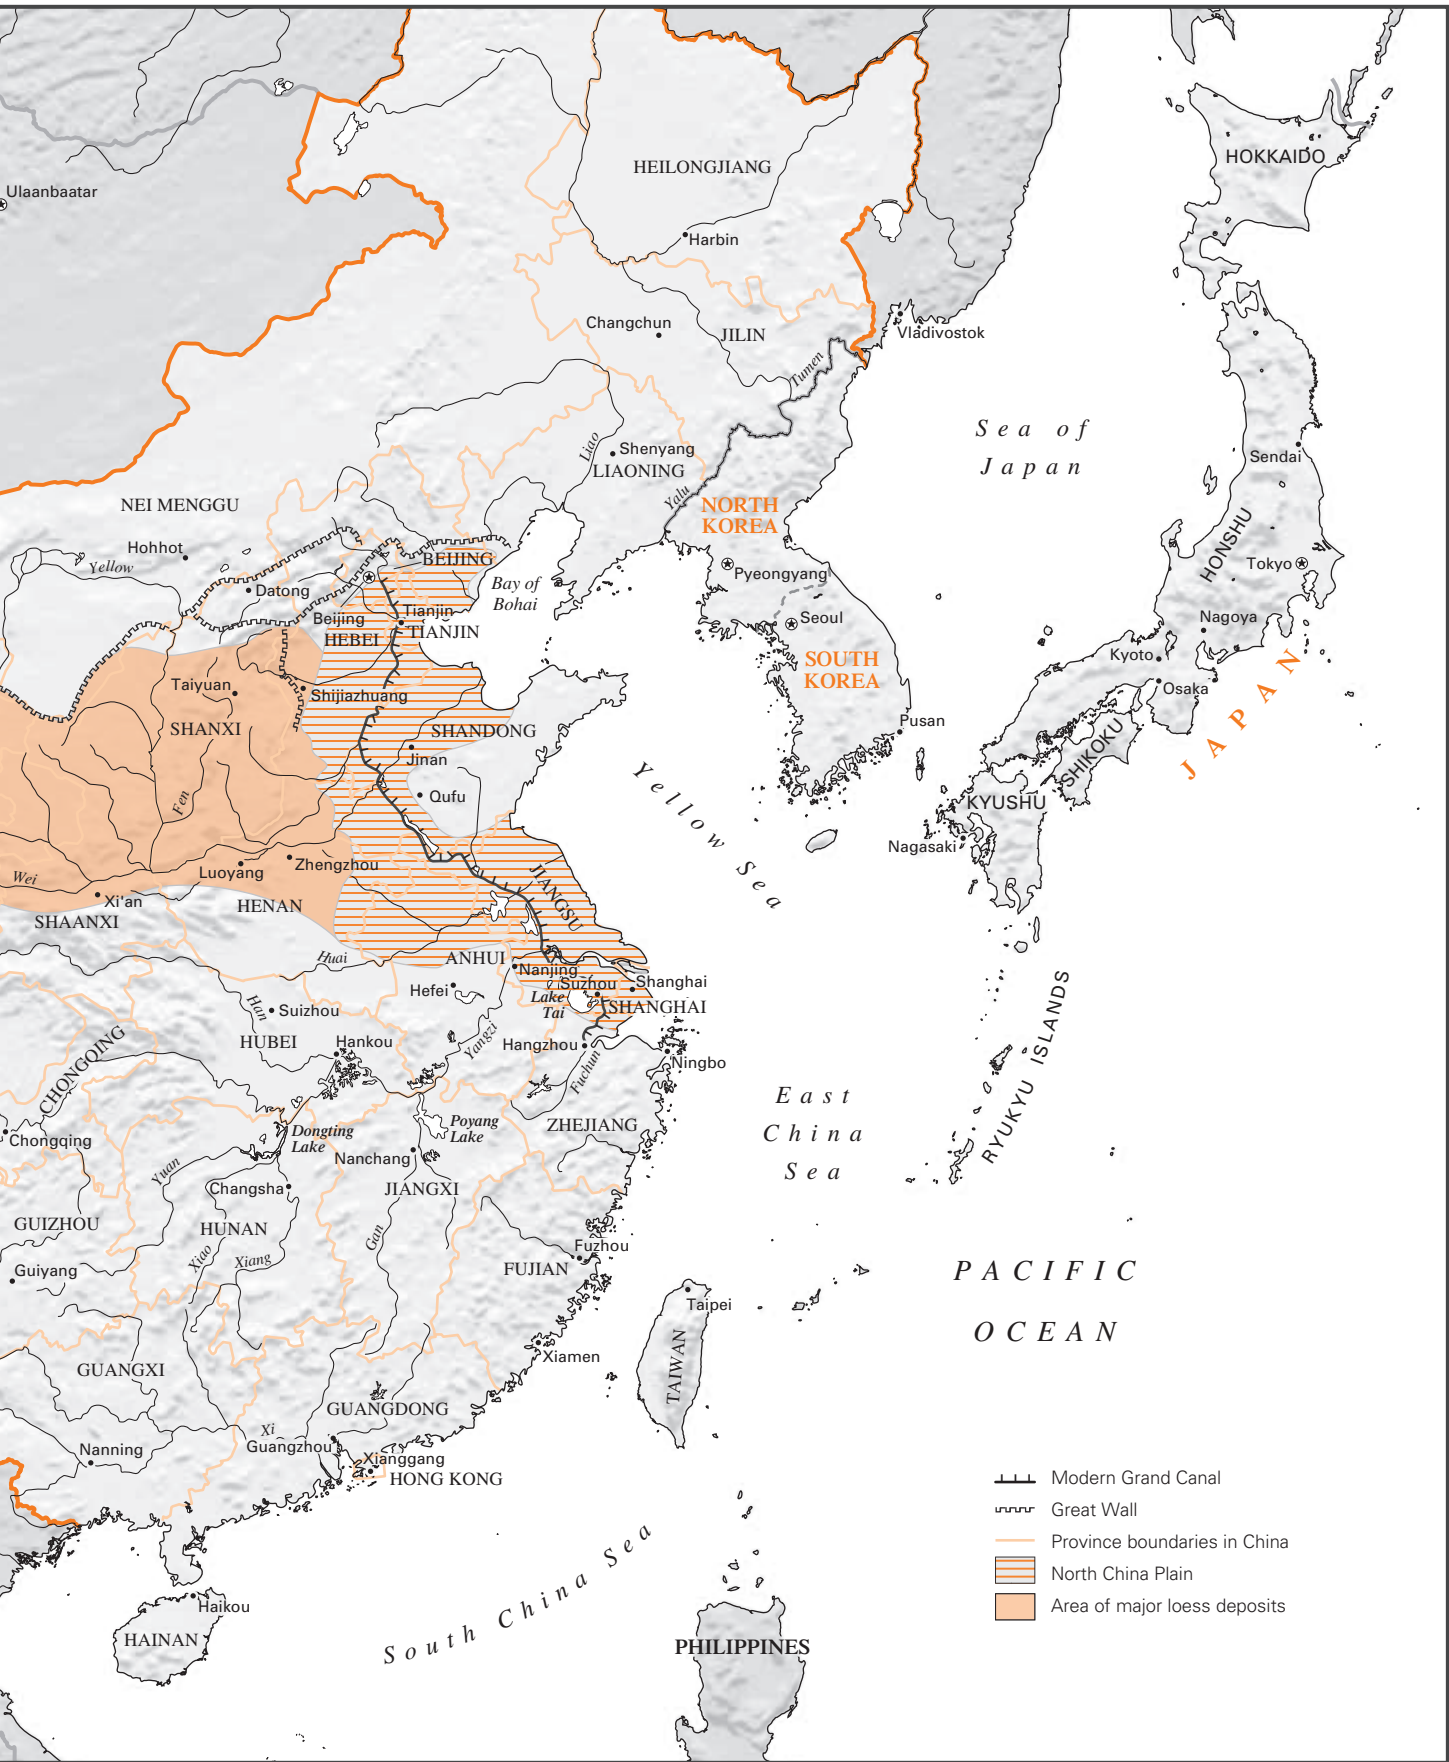 HOKKAIDO
HEILONGJIANG
Ulaanbaatar
Harbin
Changchun
JILIN
Vladivostok
Tumen
Sea of
Japan
Sendai
Liao
Shenyang
LIAONING
Yalu
NORTH
KOREA
NEI MENGGU
Hohhot
Yellow
BEIJING
Bay of
Bohai
Pyeongyang
HONSHU
Tokyo
Datong
Beijing
Tianjin
HEBEI
TIANJIN
Seoul
Nagoya
Kyoto
SOUTH
KOREA
Taiyuan
Shijiazhuang
Osaka
JAPAN
SHANXI
SHANDONG
Jinan
Pusan
SHIKOKU
Fen
Qufu
Yellow Sea
KYUSHU
Nagasaki
Wei
Luoyang
Zhengzhou
JIANGSU
Xi'an
HENAN
SHAANXI
Huai
ANHUI
Nanjing
Hefei
Suzhou
Shanghai
Lake
Tai
SHANGHAI
Han
Suizhou
HUBEI
Hankou
Yangzi
Hangzhou
Fuchun
Ningbo
RYUKYU ISLANDS
CHONGQING
Chongqing
East
China
Sea
Dongting
Lake
Poyang
Lake
ZHEJIANG
Nanchang
Yuan
Changsha
JIANGXI
GUIZHOU
HUNAN
Gan
Xiao
Xiang
Fuzhou
Guiyang
FUJIAN
PACIFIC
OCEAN
Taipei
TAIWAN
Xiamen
GUANGXI
GUANGDONG
Xi
Guangzhou
Nanning
Xianggang
HONG KONG
Modern Grand Canal
Great Wall
Province boundaries in China
North China Plain
Area of major loess deposits
South China Sea
Haikou
HAINAN
PHILIPPINES